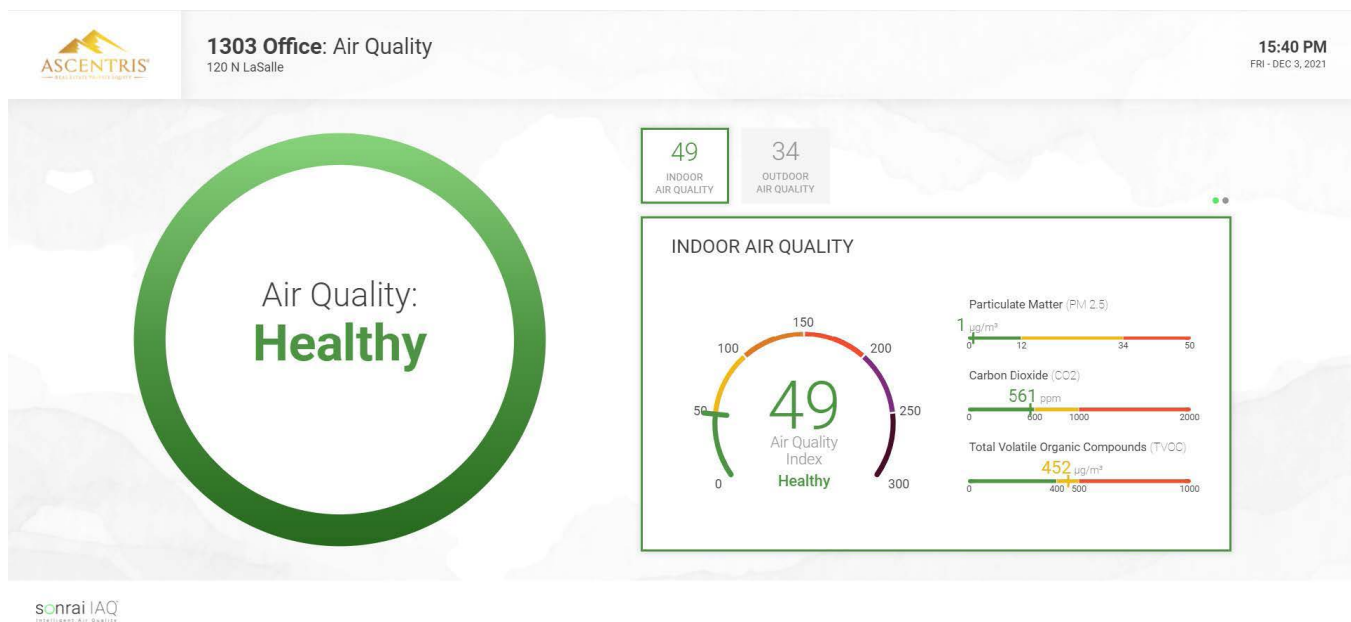 ASCENTRIS
1303 Office: Air Quality
120 N LaSalle
15:40 PM
FRI - DEC 3, 2021
Air Quality:
Healthy
49
INDOOR
AIR QUALITY
34
OUTDOOR
AIR QUALITY
INDOOR AIR QUALITY
0
50
100
150
200
250
300
49
Air Quality
Index
Healthy
Particulate Matter (PM 2.5)
1 µg/m³
0 12 34 50
Carbon Dioxide (CO2)
561 ppm
0 600 1000 2000
Total Volatile Organic Compounds (TVOC)
452 µg/m³
0 400 500 1000
sonrai IAQ
Intelligent Air Quality